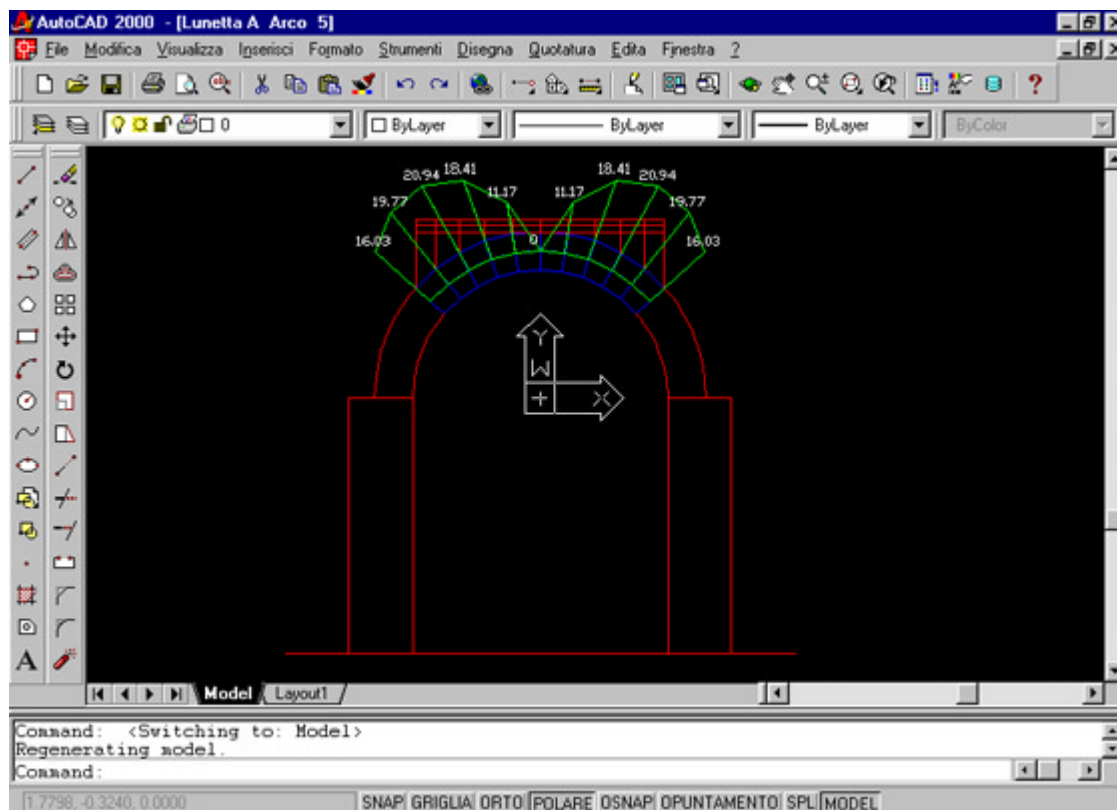 AutoCAD 2000 - [Lunetta A Arco 5]
File Modifica Visualizza Inserisci Formato Strumenti Disegna Quotatura Edita Finestra ?
0 ByLayer ByLayer ByLayer ByColor
20.94 18.41 18.41 20.94
19.77 11.17 11.17 19.77
16.03 0 16.03
Y
W
X
A
Model Layout1
Command: <Switching to: Model>
Regenerating model.
Command:
1.7798, -0.3240, 0.0000 SNAP GRIGLIA ORTO POLARE OSNAP OPUNTAMENTO SPL MODEL